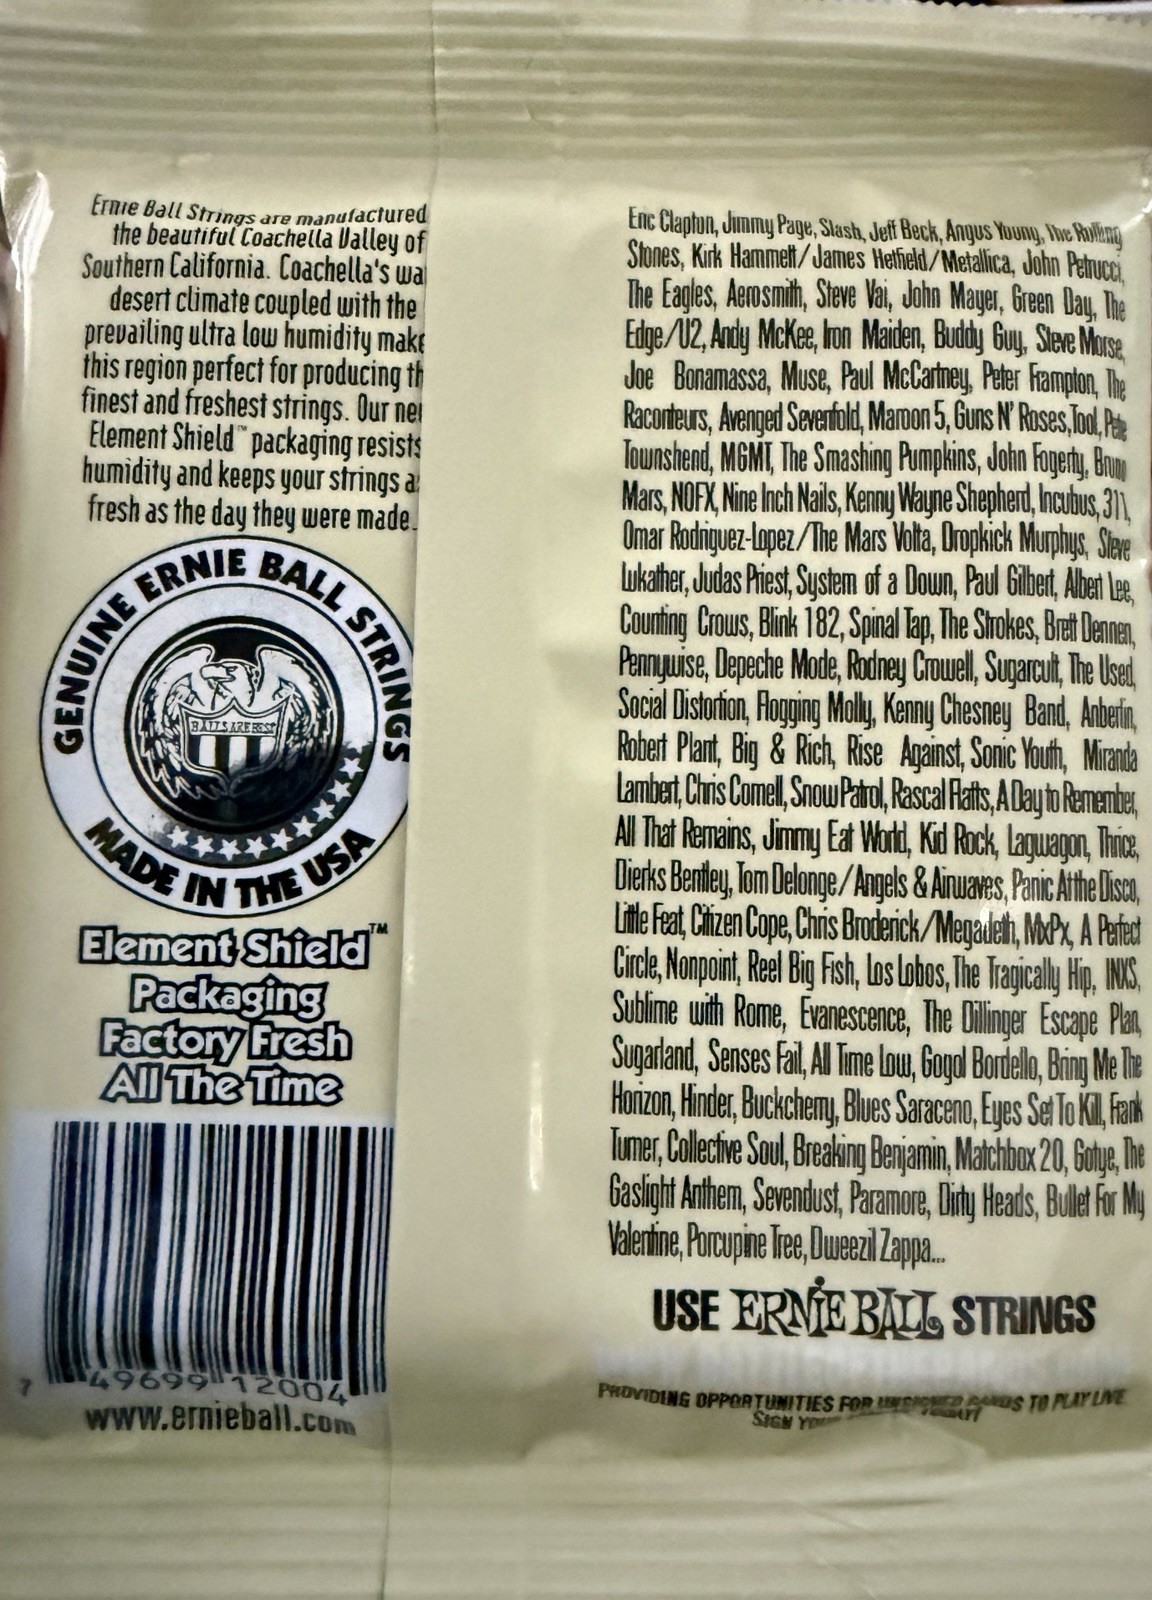 Ernie Ball Strings are manufactured
the beautiful Coachella Valley of
Southern California. Coachella's wa
desert climate coupled with the
prevailing ultra low humidity make
this region perfect for producing th
finest and freshest strings. Our ne
Element Shield™ packaging resists
humidity and keeps your strings a
fresh as the day they were made.
GENUINE ERNIE BALL STRINGS
BALLS ARE BEST
MADE IN THE USA
Element Shield™
Packaging
Factory Fresh
All The Time
7 49699 12004
www.ernieball.com
Eric Clapton, Jimmy Page, Slash, Jeff Beck, Angus Young, The Rolling
Stones, Kirk Hammett/James Hetfield/Metallica, John Petrucci,
The Eagles, Aerosmith, Steve Vai, John Mayer, Green Day, The
Edge/U2, Andy McKee, Iron Maiden, Buddy Guy, Steve Morse,
Joe Bonamassa, Muse, Paul McCartney, Peter Frampton, The
Raconteurs, Avenged Sevenfold, Maroon 5, Guns N' Roses, Tool, Pete
Townshend, MGMT, The Smashing Pumpkins, John Fogerty, Bruno
Mars, NOFX, Nine Inch Nails, Kenny Wayne Shepherd, Incubus, 311,
Omar Rodriguez-Lopez/The Mars Volta, Dropkick Murphys, Steve
Lukather, Judas Priest, System of a Down, Paul Gilbert, Albert Lee,
Counting Crows, Blink 182, Spinal Tap, The Strokes, Brett Dennen,
Pennywise, Depeche Mode, Rodney Crowell, Sugarcult, The Used,
Social Distortion, Flogging Molly, Kenny Chesney Band, Anberlin,
Robert Plant, Big & Rich, Rise Against, Sonic Youth, Miranda
Lambert, Chris Cornell, Snow Patrol, Rascal Flatts, A Day to Remember,
All That Remains, Jimmy Eat World, Kid Rock, Lagwagon, Thrice,
Dierks Bentley, Tom Delonge/Angels & Airwaves, Panic At the Disco,
Little Feat, Citizen Cope, Chris Broderick/Megadeth, MxPx, A Perfect
Circle, Nonpoint, Reel Big Fish, Los Lobos, The Tragically Hip, INXS,
Sublime with Rome, Evanescence, The Dillinger Escape Plan,
Sugarland, Senses Fail, All Time Low, Gogol Bordello, Bring Me The
Horizon, Hinder, Buckcherry, Blues Saraceno, Eyes Set To Kill, Frank
Turner, Collective Soul, Breaking Benjamin, Matchbox 20, Gotye, The
Gaslight Anthem, Sevendust, Paramore, Dirty Heads, Bullet For My
Valentine, Porcupine Tree, Dweezil Zappa...
USE ERNIE BALL STRINGS
PROVIDING OPPORTUNITIES FOR UNSIGNED BANDS TO PLAY LIVE
SIGN YOUR TODAY!